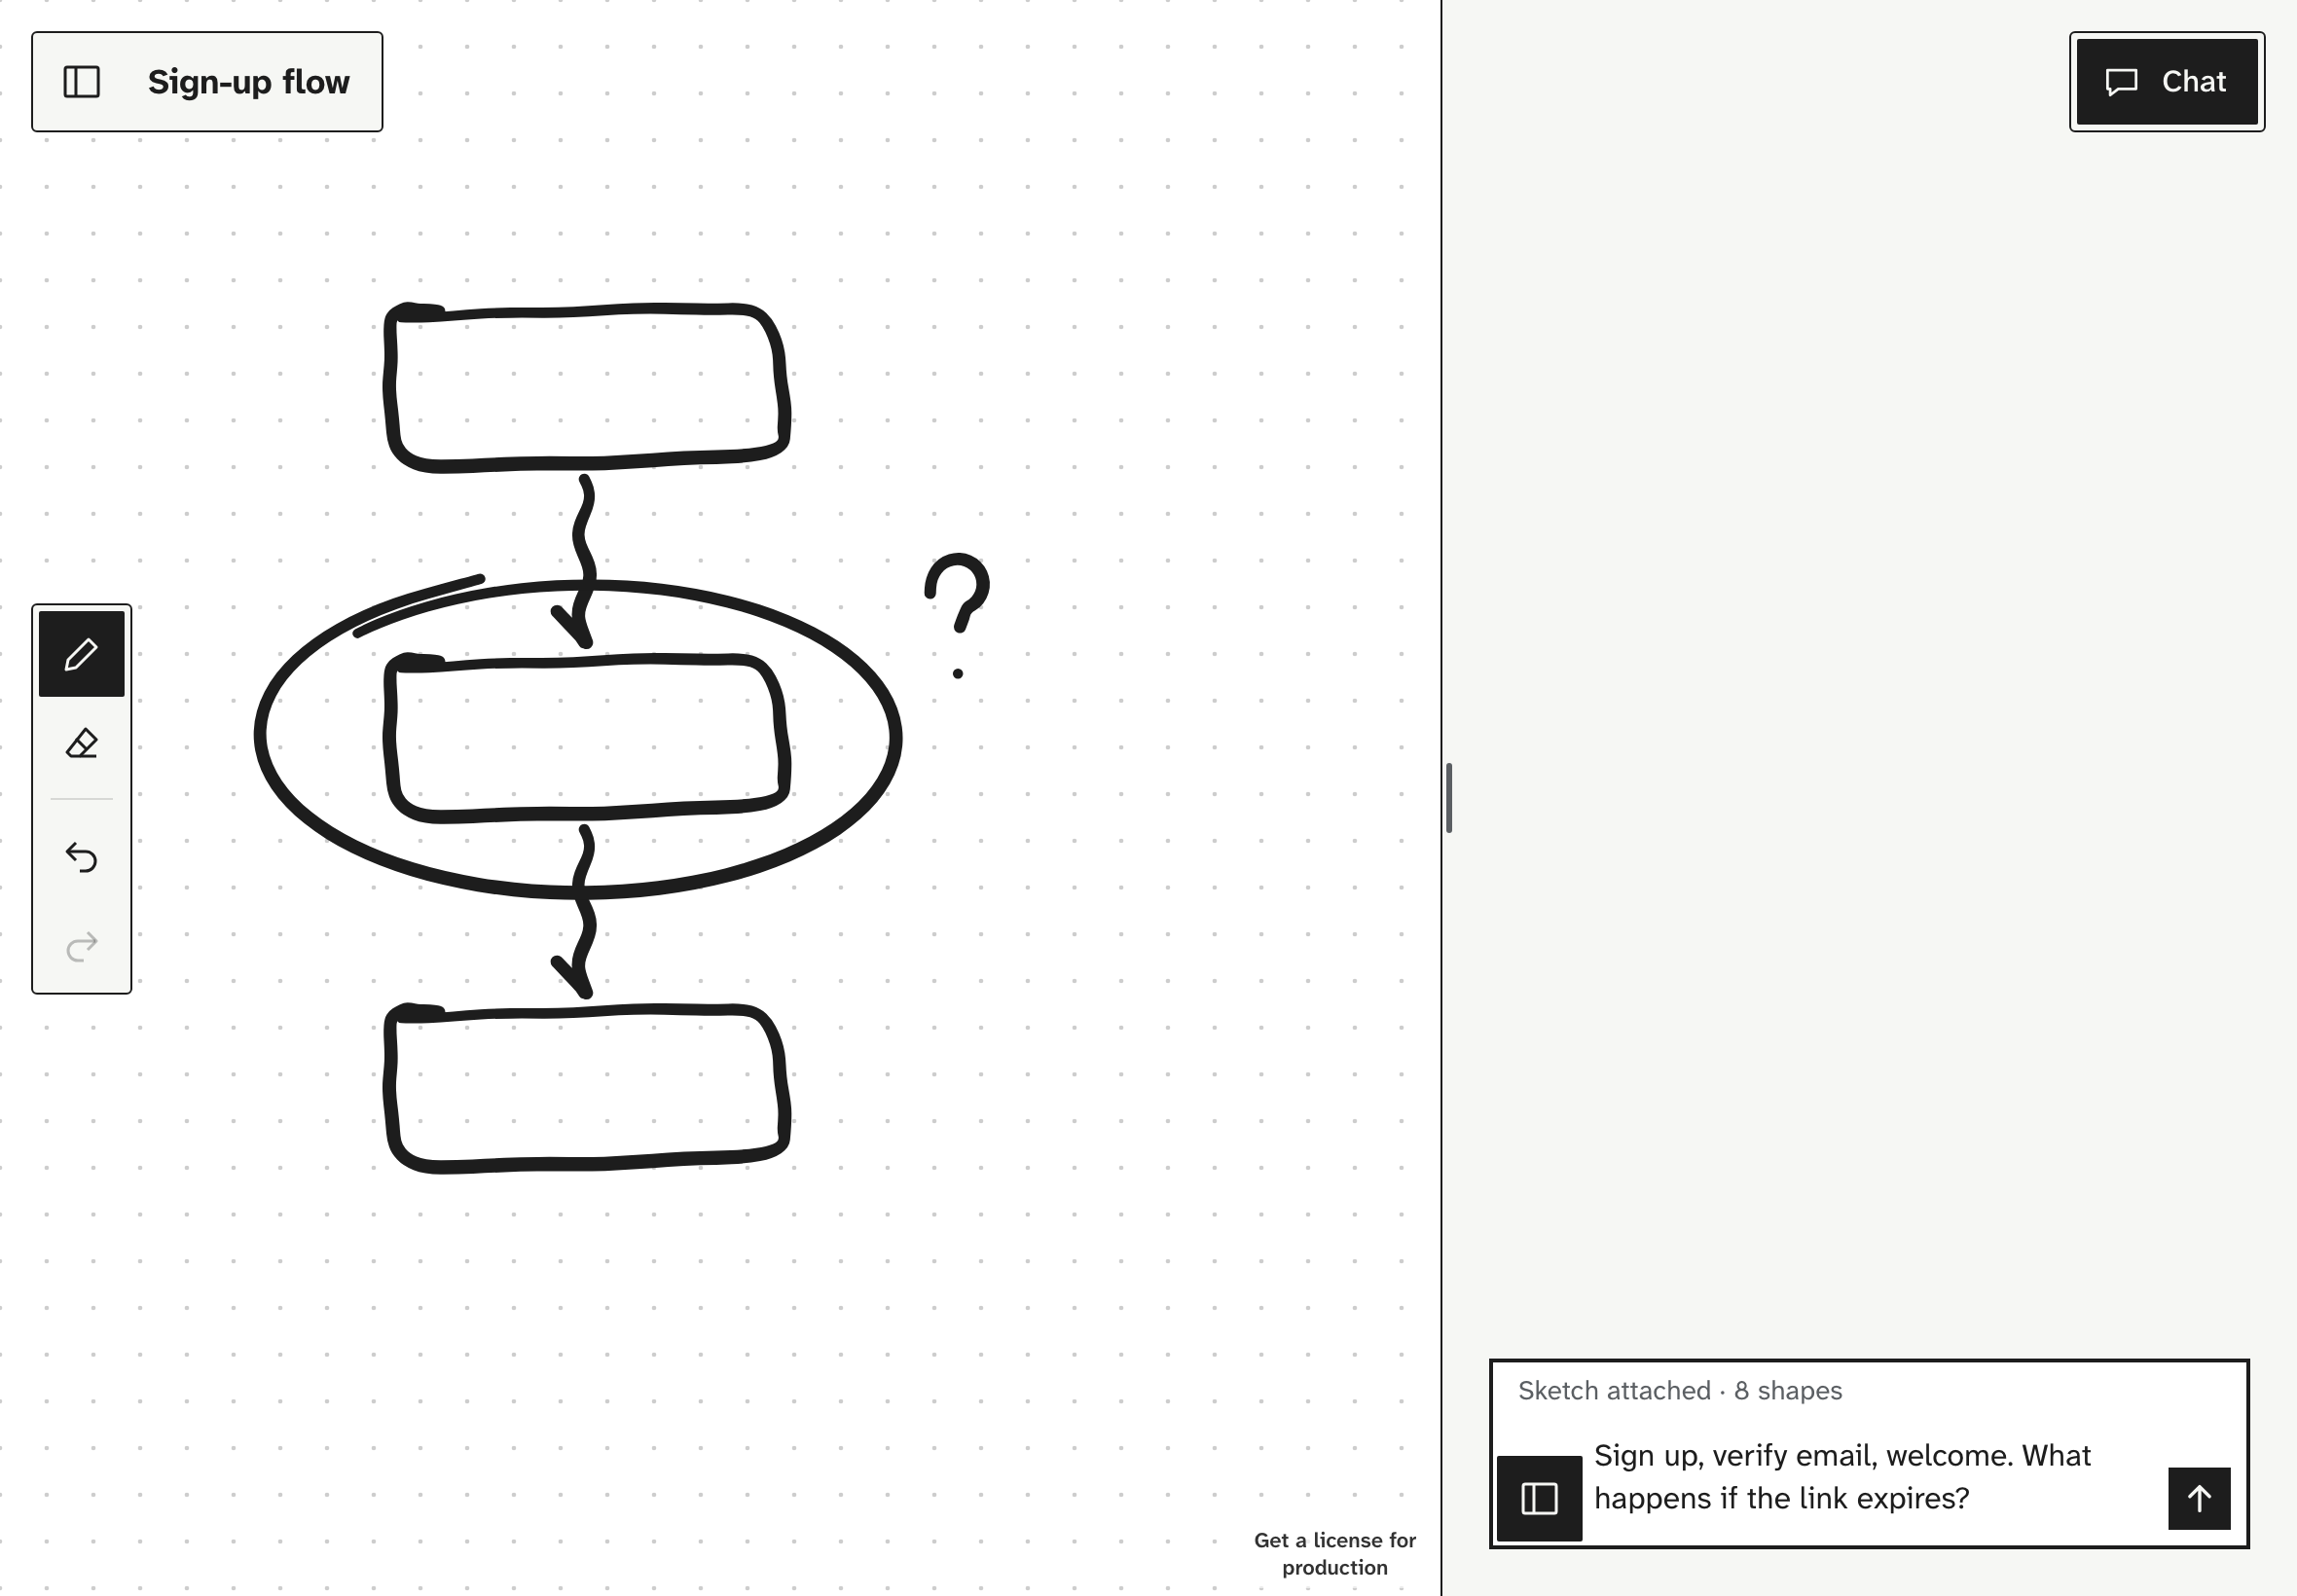 Sign-up flow
Chat
?
Sketch attached · 8 shapes
Sign up, verify email, welcome. What
happens if the link expires?
Get a license for
production